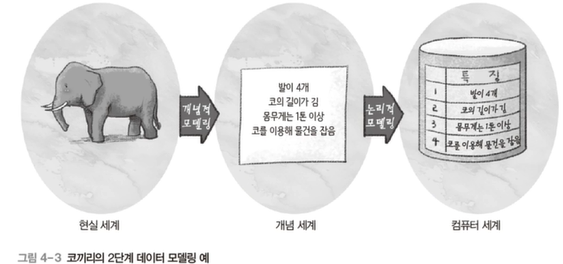 개념적
모델링
발이 4개
코의 길이가 김
몸무게는 1톤 이상
코를 이용해 물건을 잡음
논리적
모델링
특 질
1 발이 4개
2 코의 길이가 김
3 몸무게는 1톤 이상
4 코를 이용해 물건을 잡음
현실 세계
개념 세계
컴퓨터 세계
그림 4-3 코끼리의 2단계 데이터 모델링 예